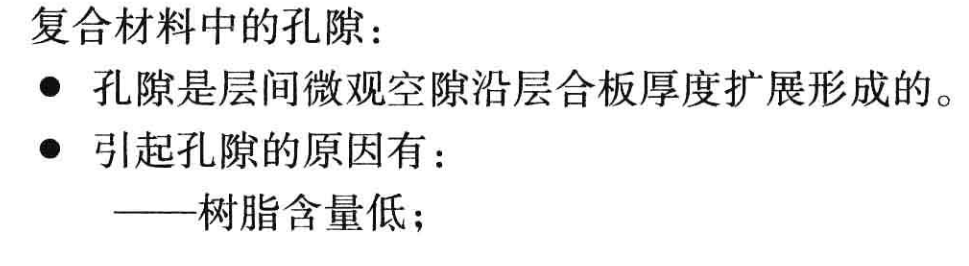 复合材料中的孔隙：
● 孔隙是层间微观空隙沿层合板厚度扩展形成的。
● 引起孔隙的原因有：
——树脂含量低；